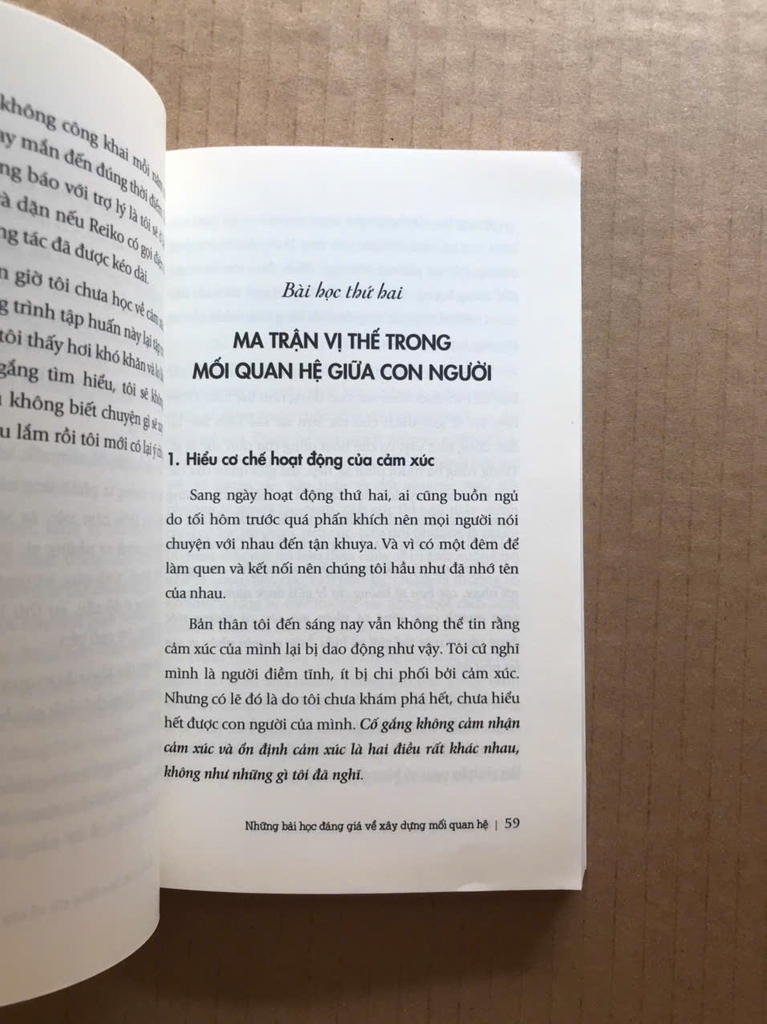 không công khai mỗi năm
mắn đến đúng thời điểm
báo với trợ lý là tôi sẽ
dặn nếu Reiko có gọi điện
tác đã được kéo dài.
giờ tôi chưa học về cảm
trình tập huấn này lại tập
tôi thấy hơi khó khăn và
gắng tìm hiểu, tôi sẽ
không biết chuyện gì sẽ
lắm rồi tôi mới có lại ý
Bài học thứ hai
MA TRẬN VỊ THẾ TRONG
MỐI QUAN HỆ GIỮA CON NGƯỜI
1. Hiểu cơ chế hoạt động của cảm xúc
Sang ngày hoạt động thứ hai, ai cũng buồn ngủ
do tối hôm trước quá phấn khích nên mọi người nói
chuyện với nhau đến tận khuya. Và vì có một đêm để
làm quen và kết nối nên chúng tôi hầu như đã nhớ tên
của nhau.
Bản thân tôi đến sáng nay vẫn không thể tin rằng
cảm xúc của mình lại bị dao động như vậy. Tôi cứ nghĩ
mình là người điềm tĩnh, ít bị chi phối bởi cảm xúc.
Nhưng có lẽ đó là do tôi chưa khám phá hết, chưa hiểu
hết được con người của mình. Cố gắng không cảm nhận
cảm xúc và ổn định cảm xúc là hai điều rất khác nhau,
không như những gì tôi đã nghĩ.
Những bài học đáng giá về xây dựng mối quan hệ | 59